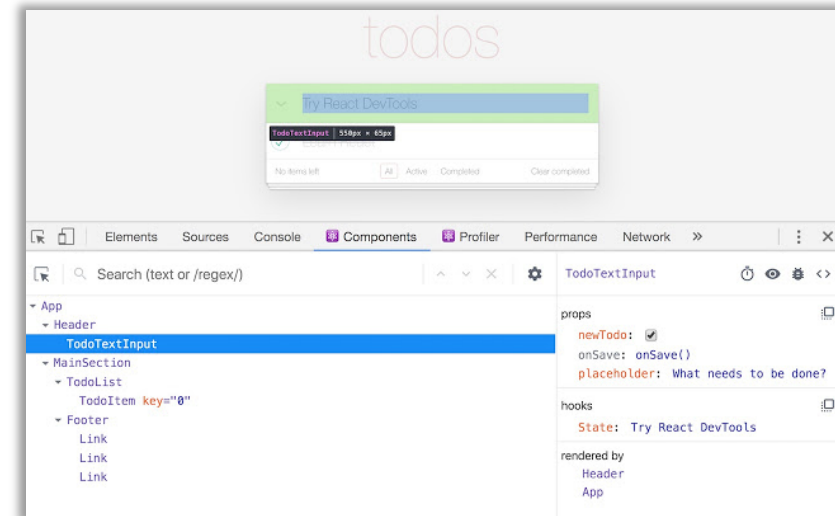 todos
Try React DevTools
TodoTextInput | 550px × 65px
No items left
All Active Completed
Clear completed
Elements Sources Console Components Profiler Performance Network »
Search (text or /regex/)
App
Header
TodoTextInput
MainSection
TodoList
TodoItem key="0"
Footer
Link
Link
Link
TodoTextInput
props
newTodo:
onSave: onSave()
placeholder: What needs to be done?
hooks
State: Try React DevTools
rendered by
Header
App